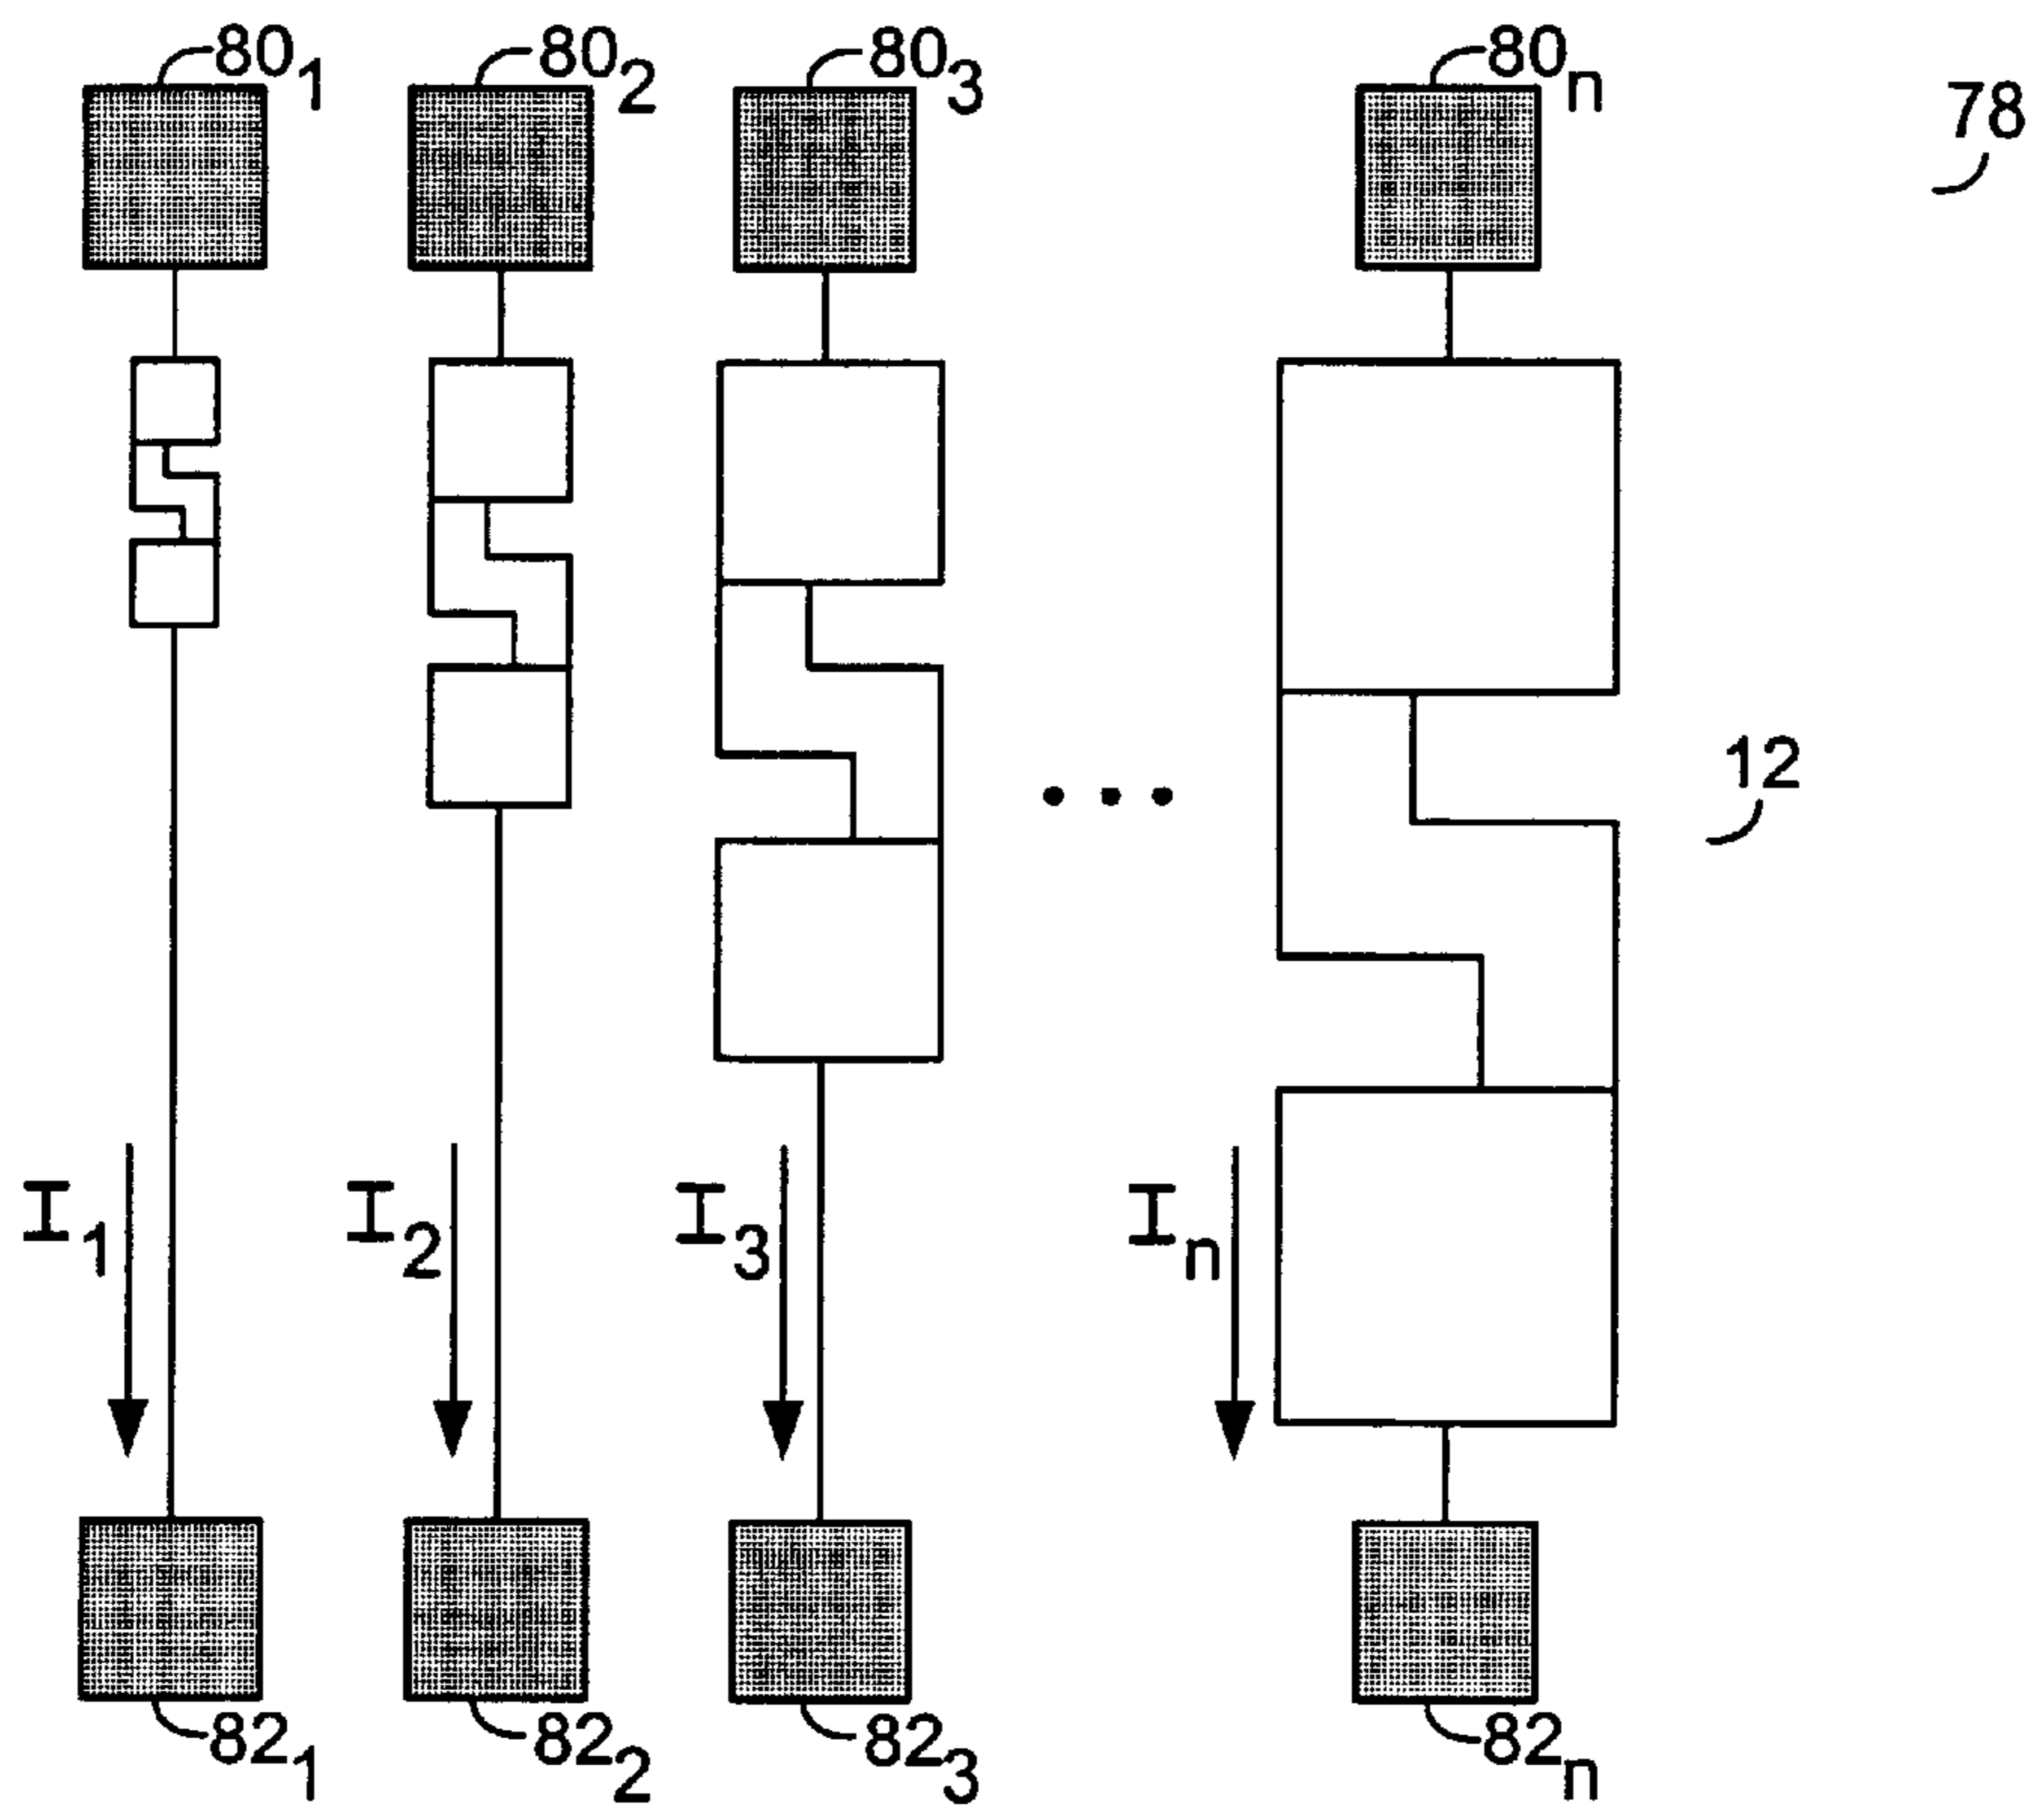 80₁ 80₂ 80₃ 80ₙ
78
12
I₁ I₂ I₃ Iₙ
82₁ 82₂ 82₃ 82ₙ